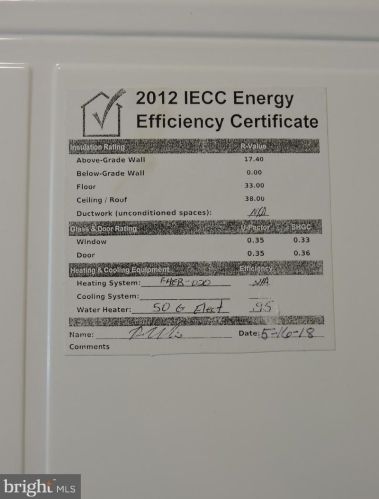 2012 IECC Energy
Efficiency Certificate
Insulation Rating R-Value
Above-Grade Wall 17.40
Below-Grade Wall 0.00
Floor 33.00
Ceiling / Roof 38.00
Ductwork (unconditioned spaces):
Glass & Door Rating U-Factor SHGC
Window 0.35 0.33
Door 0.35 0.36
Heating & Cooling Equipment Efficiency
Heating System: N/A
Cooling System:
Water Heater: 50 G Elect .95
Name: Date: 5-16-18
Comments
bright MLS